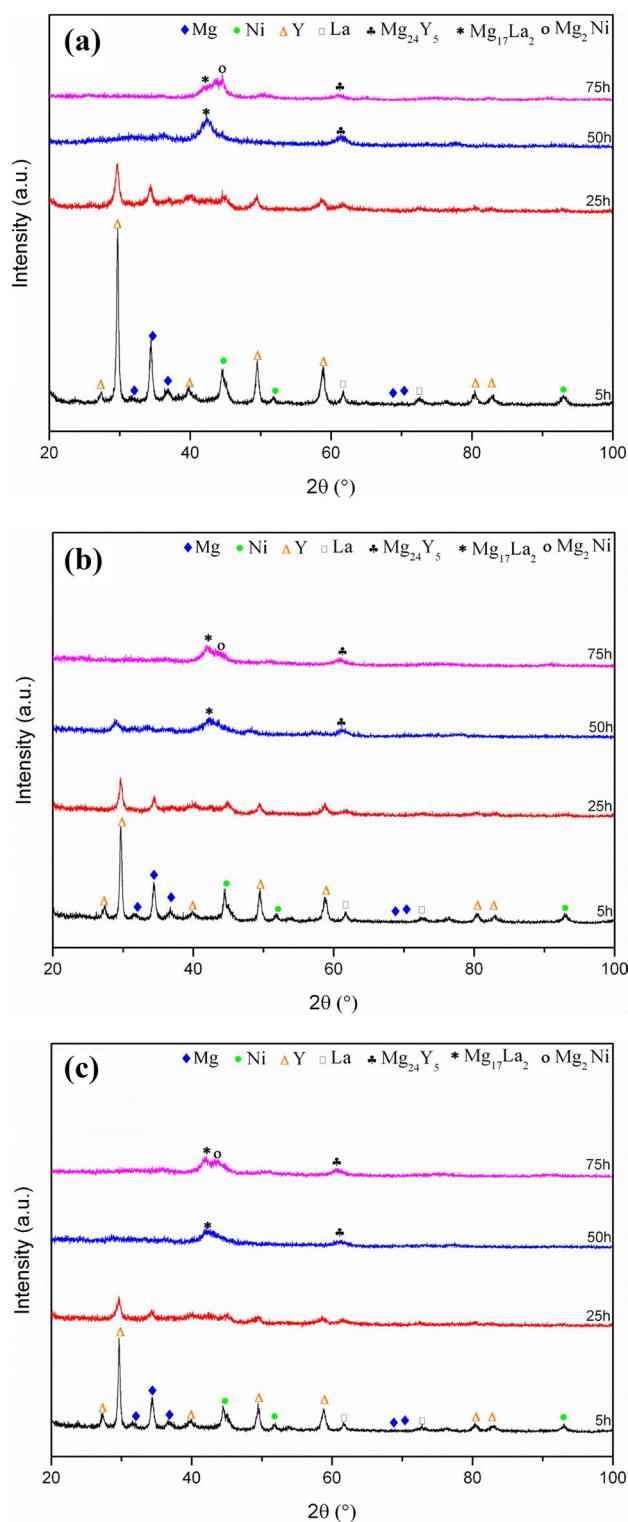 (a)
Mg Ni Y La Mg24Y5 Mg17La2 Mg2Ni
75h
50h
25h
5h
Intensity (a.u.)
20 40 60 80 100
2θ (°)
(b)
Mg Ni Y La Mg24Y5 Mg17La2 Mg2Ni
75h
50h
25h
5h
Intensity (a.u.)
20 40 60 80 100
2θ (°)
(c)
Mg Ni Y La Mg24Y5 Mg17La2 Mg2Ni
75h
50h
25h
5h
Intensity (a.u.)
20 40 60 80 100
2θ (°)